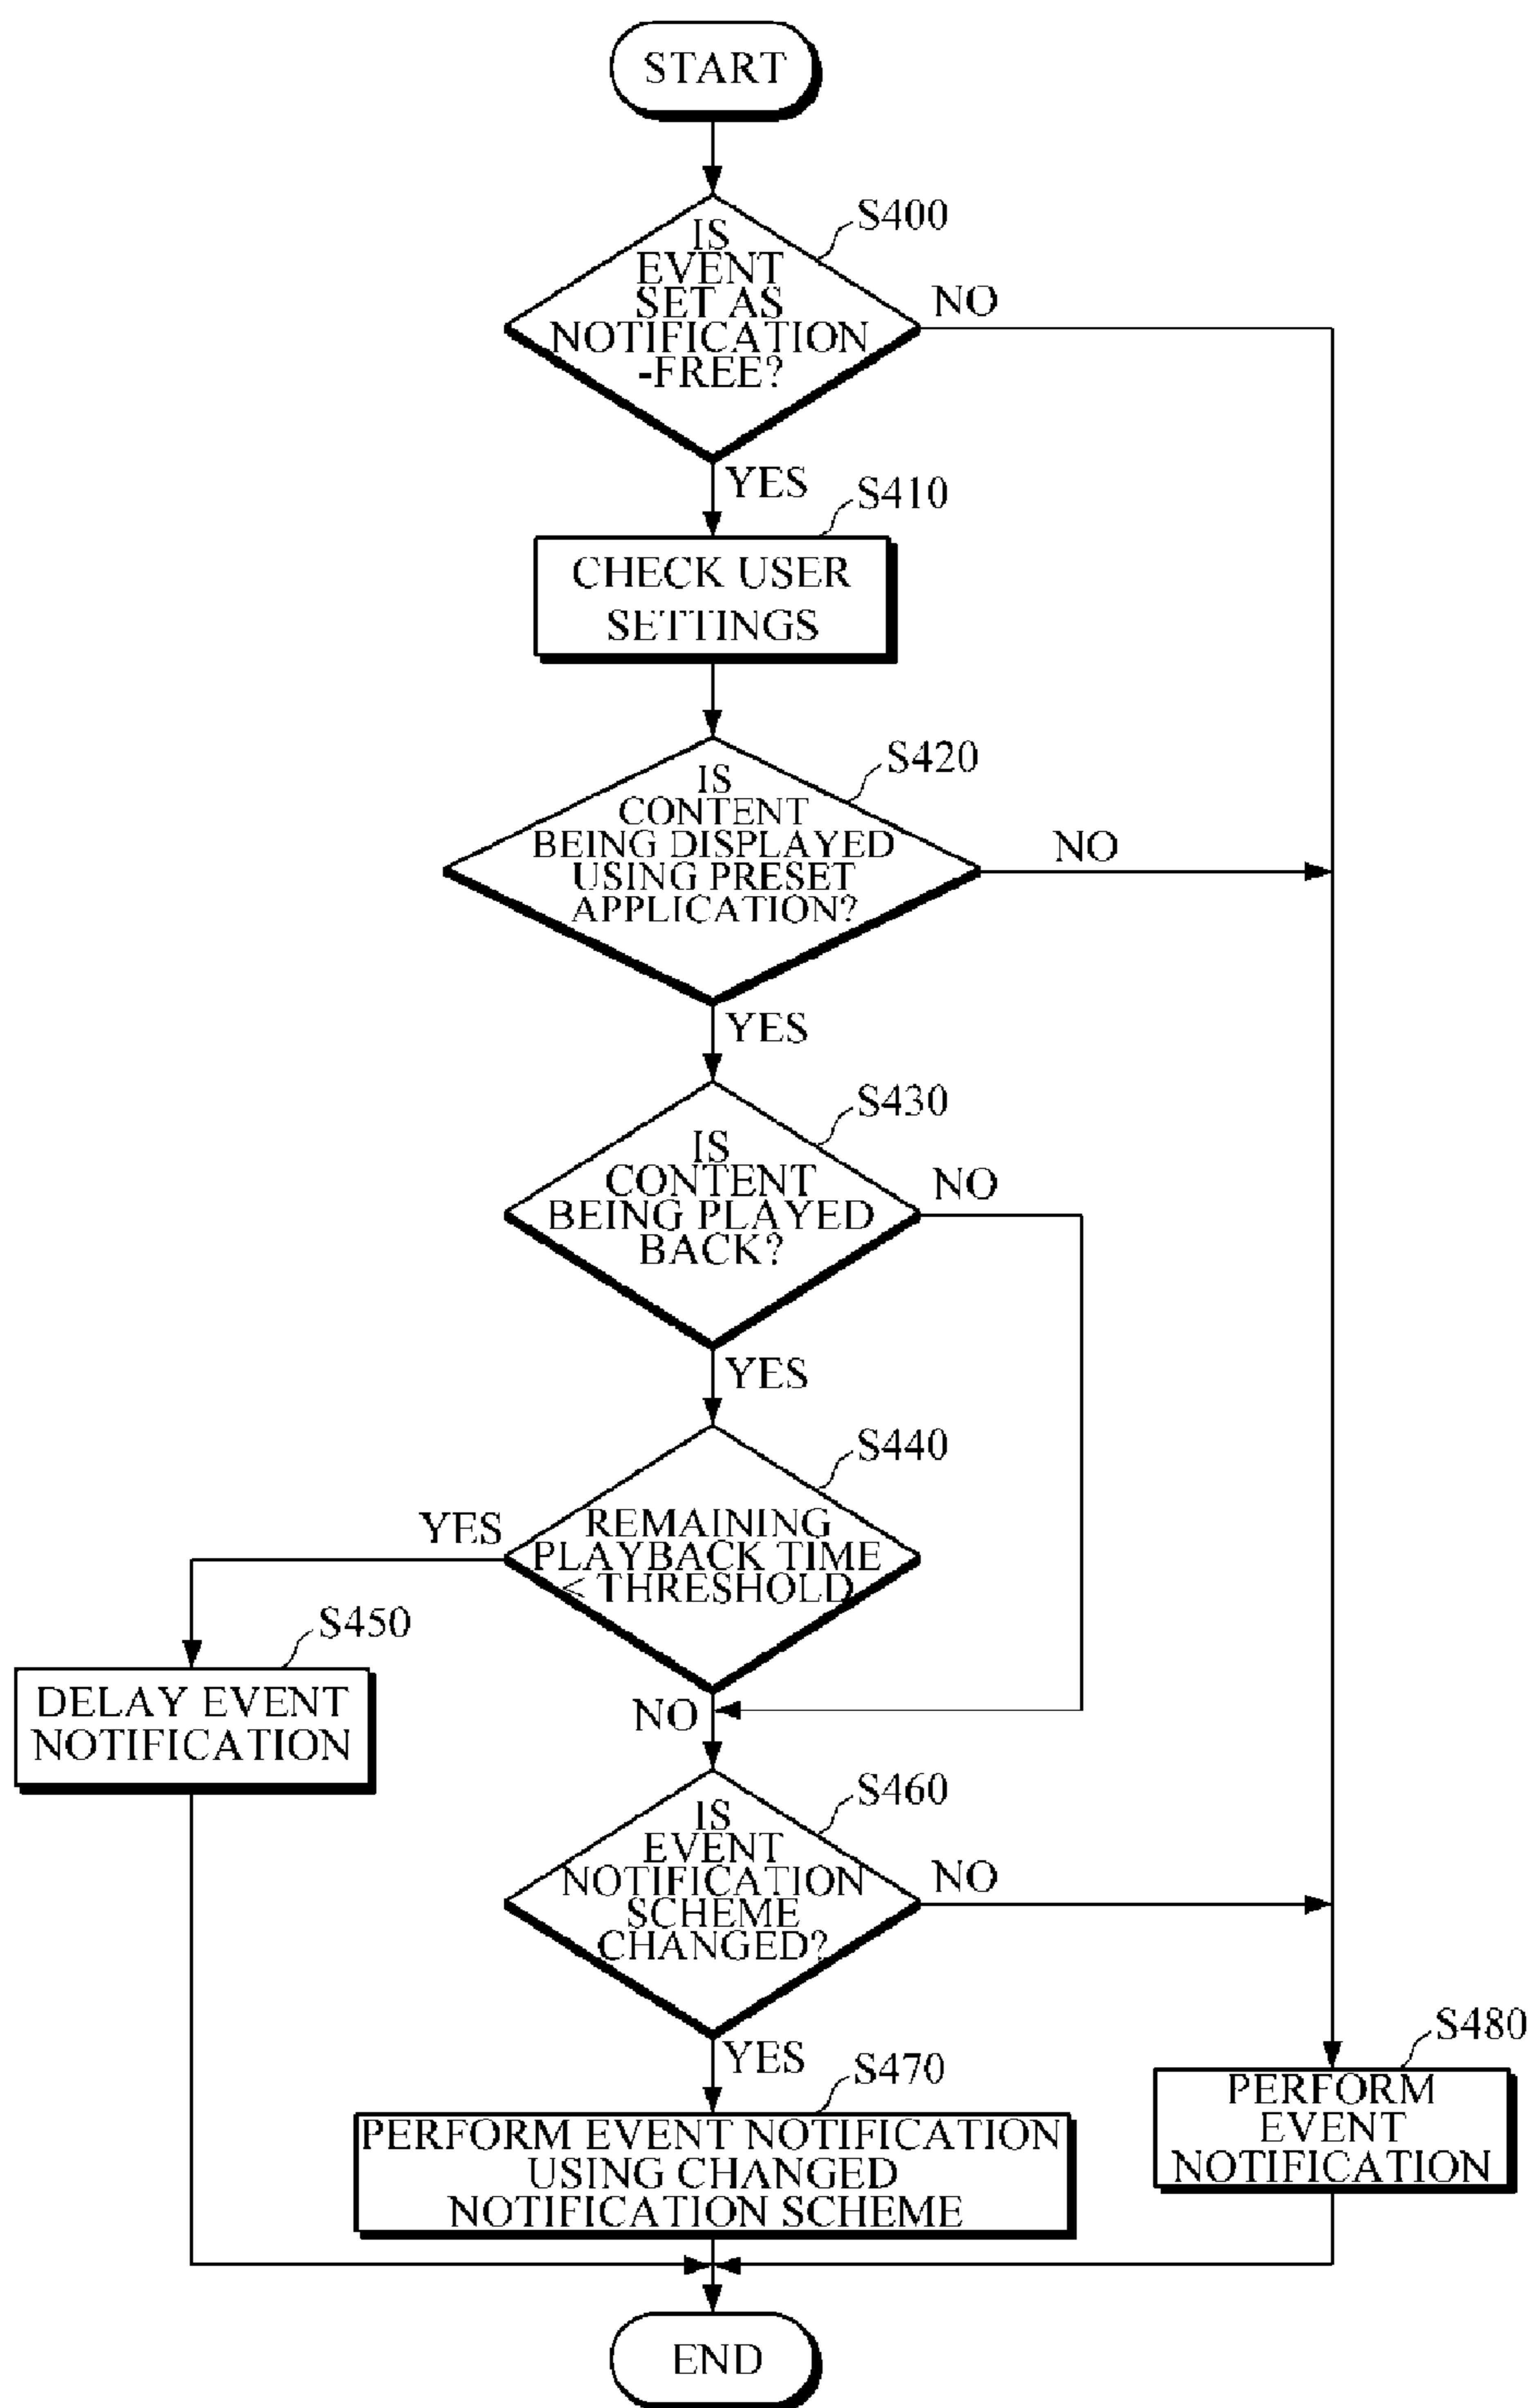 START
S400
IS
EVENT
SET AS
NOTIFICATION
-FREE?
NO
YES
S410
CHECK USER
SETTINGS
S420
IS
CONTENT
BEING DISPLAYED
USING PRESET
APPLICATION?
NO
YES
S430
IS
CONTENT
BEING PLAYED
BACK?
NO
YES
S440
REMAINING
PLAYBACK TIME
< THRESHOLD
YES
NO
S450
DELAY EVENT
NOTIFICATION
S460
IS
EVENT
NOTIFICATION
SCHEME
CHANGED?
NO
YES
S470
PERFORM EVENT NOTIFICATION
USING CHANGED
NOTIFICATION SCHEME
S480
PERFORM
EVENT
NOTIFICATION
END